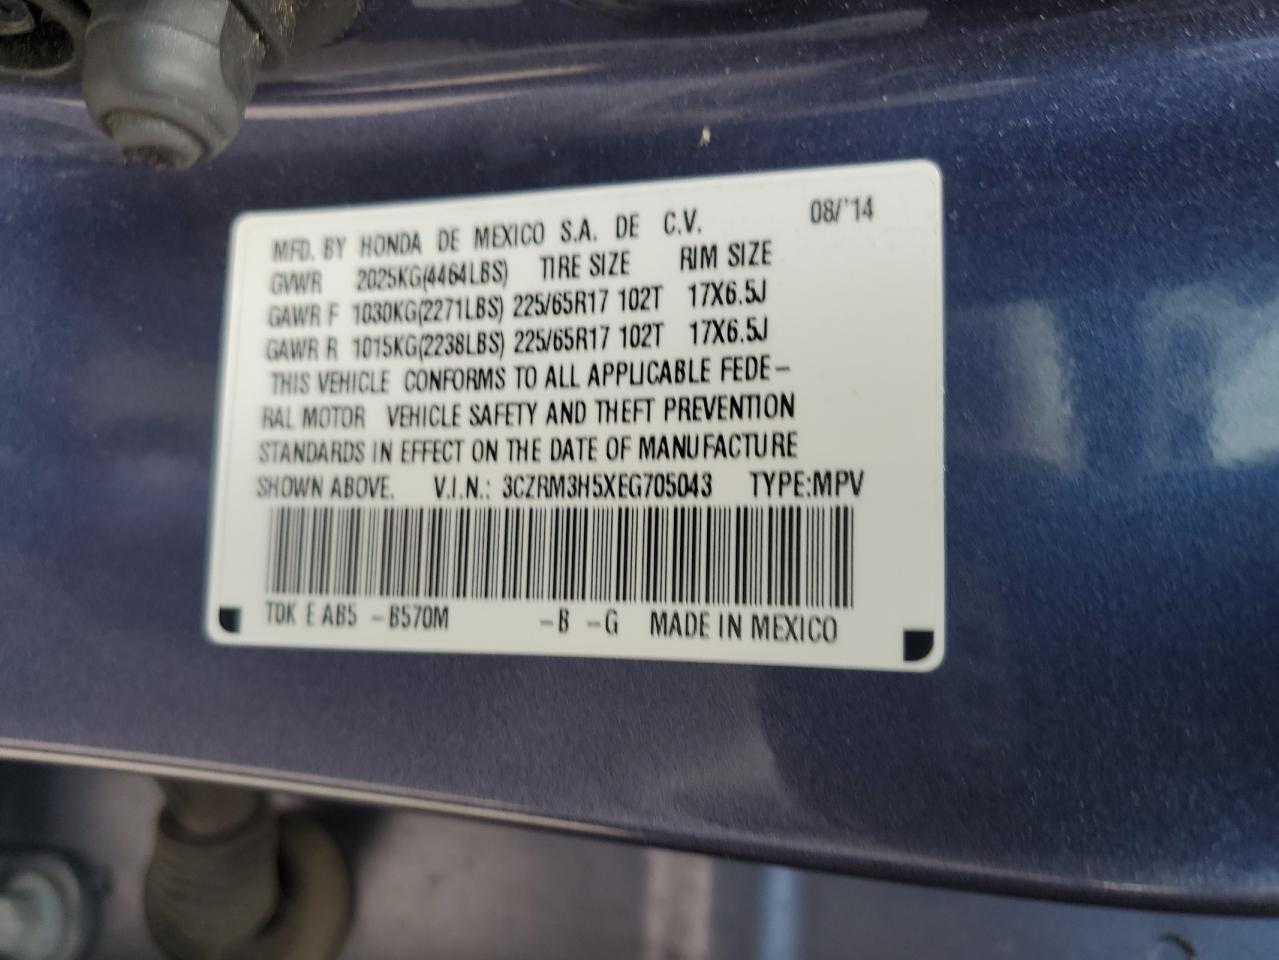 MFD. BY HONDA DE MEXICO S.A. DE C.V. 08/'14
GVWR 2025KG(4464LBS) TIRE SIZE RIM SIZE
GAWR F 1030KG(2271LBS) 225/65R17 102T 17X6.5J
GAWR R 1015KG(2238LBS) 225/65R17 102T 17X6.5J
THIS VEHICLE CONFORMS TO ALL APPLICABLE FEDE-
RAL MOTOR VEHICLE SAFETY AND THEFT PREVENTION
STANDARDS IN EFFECT ON THE DATE OF MANUFACTURE
SHOWN ABOVE. V.I.N.: 3CZRM3H5XEG705043 TYPE:MPV
T0K E AB5 -B570M -B -G MADE IN MEXICO